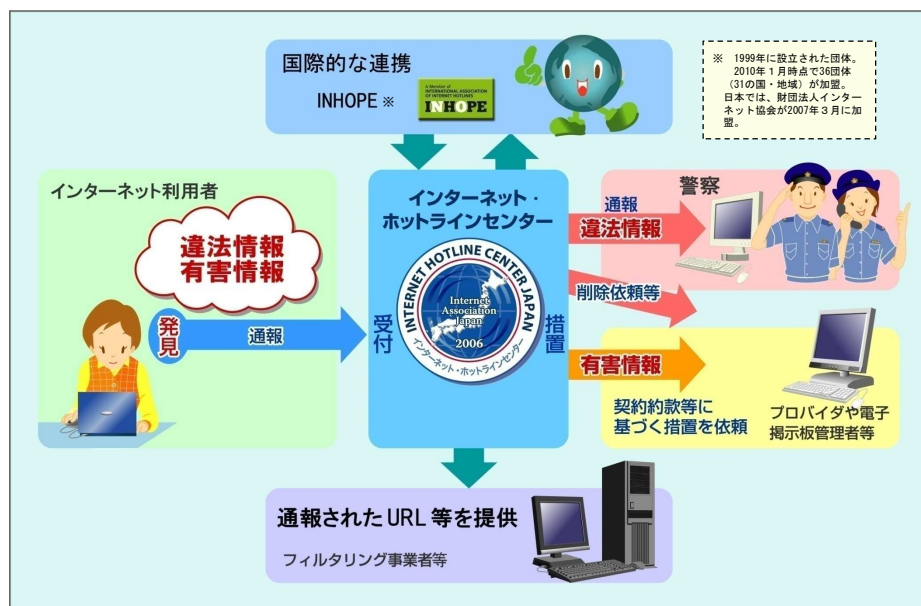 国際的な連携
INHOPE ※
A Member of
INTERNATIONAL ASSOCIATION
OF INTERNET HOTLINES
INHOPE
※ 1999年に設立された団体。
2010年1月時点で36団体
(31の国・地域)が加盟。
日本では、財団法人インター
ネット協会が2007年3月に加
盟。
インターネット利用者
違法情報
有害情報
発見
通報
インターネット・
ホットラインセンター
受付
INTERNET HOTLINE CENTER JAPAN
Internet
Association
Japan
2006
インターネット・ホットラインセンター
措置
警察
通報
違法情報
削除依頼等
有害情報
契約約款等に
基づく措置を依頼
プロバイダや電子
掲示板管理者等
通報されたURL等を提供
フィルタリング事業者等